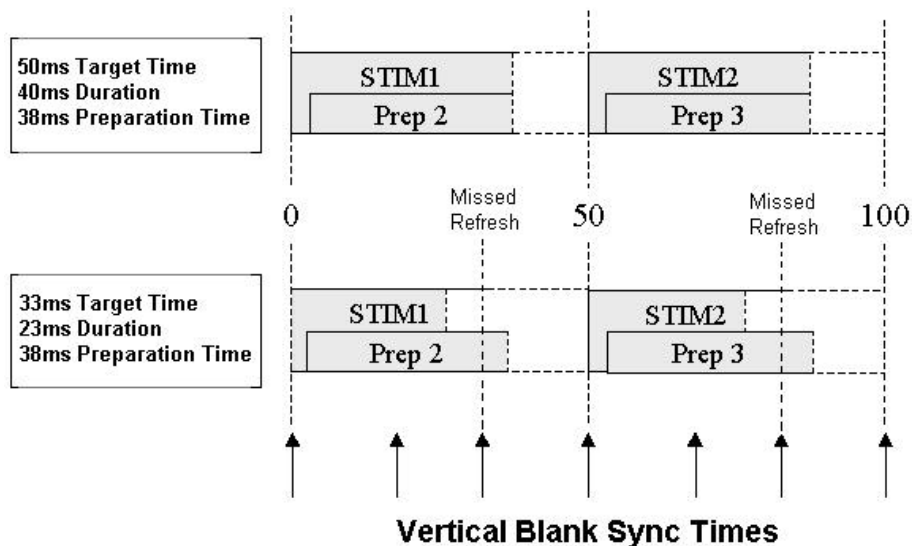 50ms Target Time
40ms Duration
38ms Preparation Time
STIM1
Prep 2
STIM2
Prep 3
0
Missed
Refresh
50
Missed
Refresh
100
33ms Target Time
23ms Duration
38ms Preparation Time
STIM1
Prep 2
STIM2
Prep 3
Vertical Blank Sync Times